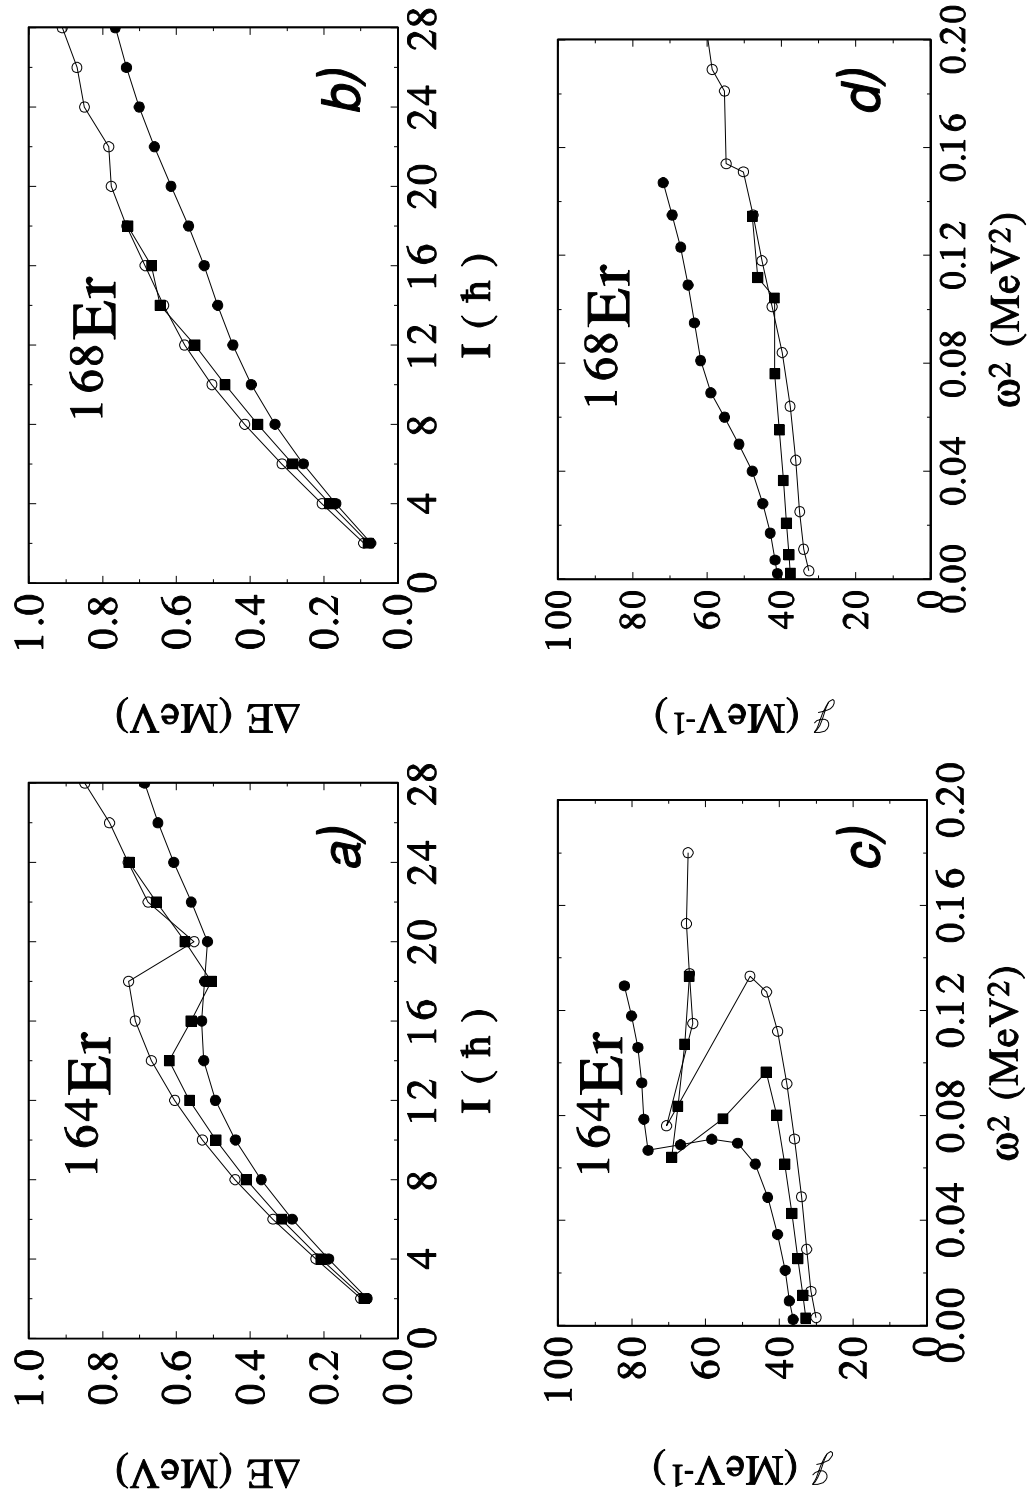 1.0
0.8
0.6
0.4
0.2
0.0
ΔE (MeV)
164Er
a)
0 4 8 12 16 20 24 28
I ( ħ )
1.0
0.8
0.6
0.4
0.2
0.0
ΔE (MeV)
168Er
b)
0 4 8 12 16 20 24 28
I ( ħ )
100
80
60
40
20
0
ℐ (MeV-1)
164Er
c)
0.00 0.04 0.08 0.12 0.16 0.20
ω2 (MeV2)
100
80
60
40
20
0
ℐ (MeV-1)
168Er
d)
0.00 0.04 0.08 0.12 0.16 0.20
ω2 (MeV2)